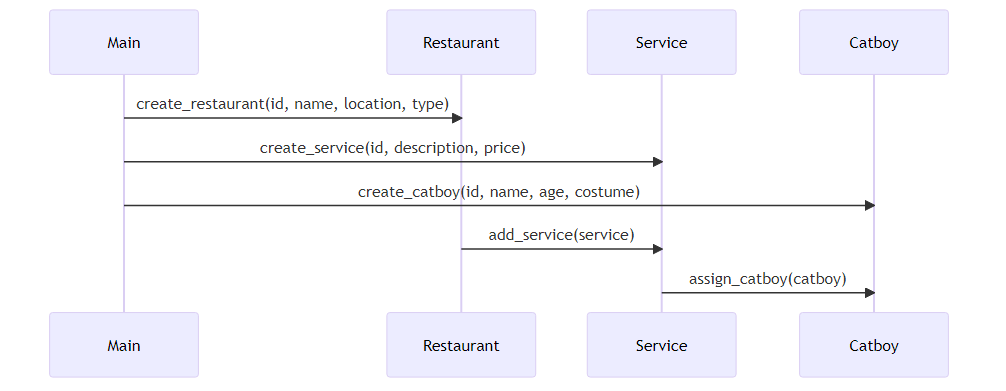 Main
Restaurant
Service
Catboy
create_restaurant(id, name, location, type)
create_service(id, description, price)
create_catboy(id, name, age, costume)
add_service(service)
assign_catboy(catboy)
Main
Restaurant
Service
Catboy